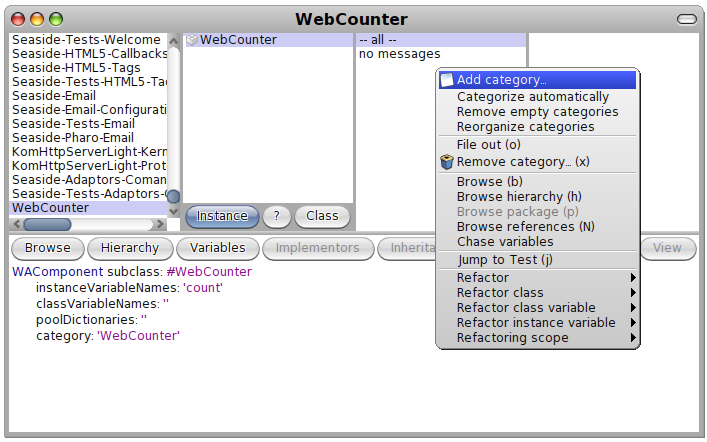 WebCounter
Seaside-Tests-Welcome
Seaside-HTML5-Callbacks
Seaside-HTML5-Tags
Seaside-Tests-HTML5-Ta
Seaside-Email
Seaside-Email-Configurati
Seaside-Tests-Email
Seaside-Pharo-Email
KomHttpServerLight-Kern
KomHttpServerLight-Prot
Seaside-Adaptors-Coman
Seaside-Tests-Adaptors-
WebCounter
WebCounter
Instance
?
Class
-- all --
no messages
Add category...
Categorize automatically
Remove empty categories
Reorganize categories
File out (o)
Remove category... (x)
Browse (b)
Browse hierarchy (h)
Browse package (p)
Browse references (N)
Chase variables
Jump to Test (j)
Refactor
Refactor class
Refactor class variable
Refactor instance variable
Refactoring scope
Browse
Hierarchy
Variables
Implementors
Inherita
View
WAComponent subclass: #WebCounter
instanceVariableNames: 'count'
classVariableNames: ''
poolDictionaries: ''
category: 'WebCounter'